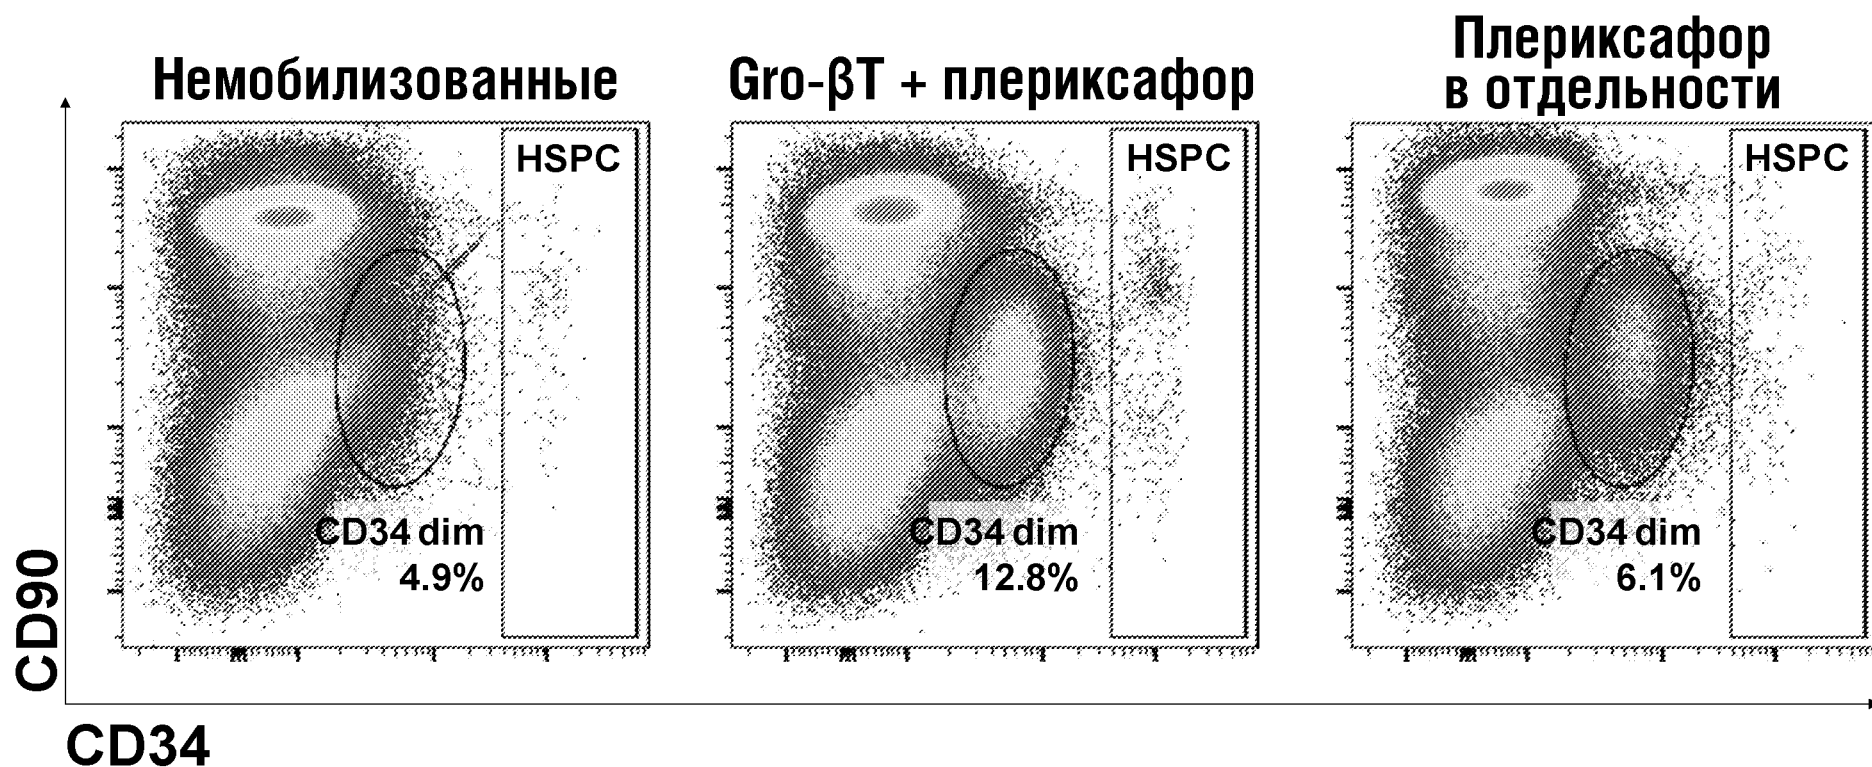 Немобилизованные
HSPC
CD34 dim
4.9%
Gro-βT + плериксафор
HSPC
CD34 dim
12.8%
Плериксафор
в отдельности
HSPC
CD34 dim
6.1%
CD90
CD34